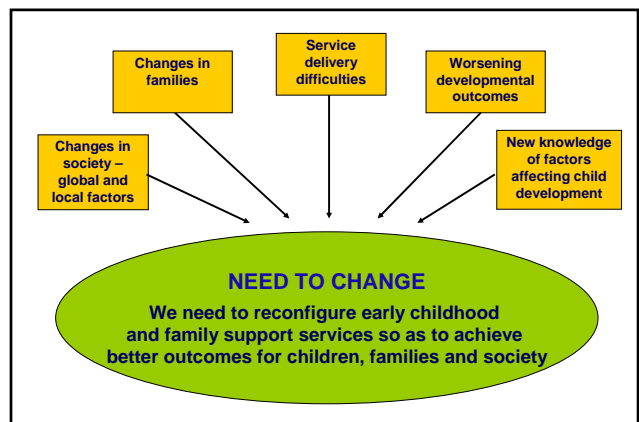 Changes in
society –
global and
local factors
Changes in
families
Service
delivery
difficulties
Worsening
developmental
outcomes
New knowledge
of factors
affecting child
development
NEED TO CHANGE
We need to reconfigure early childhood
and family support services so as to achieve
better outcomes for children, families and society